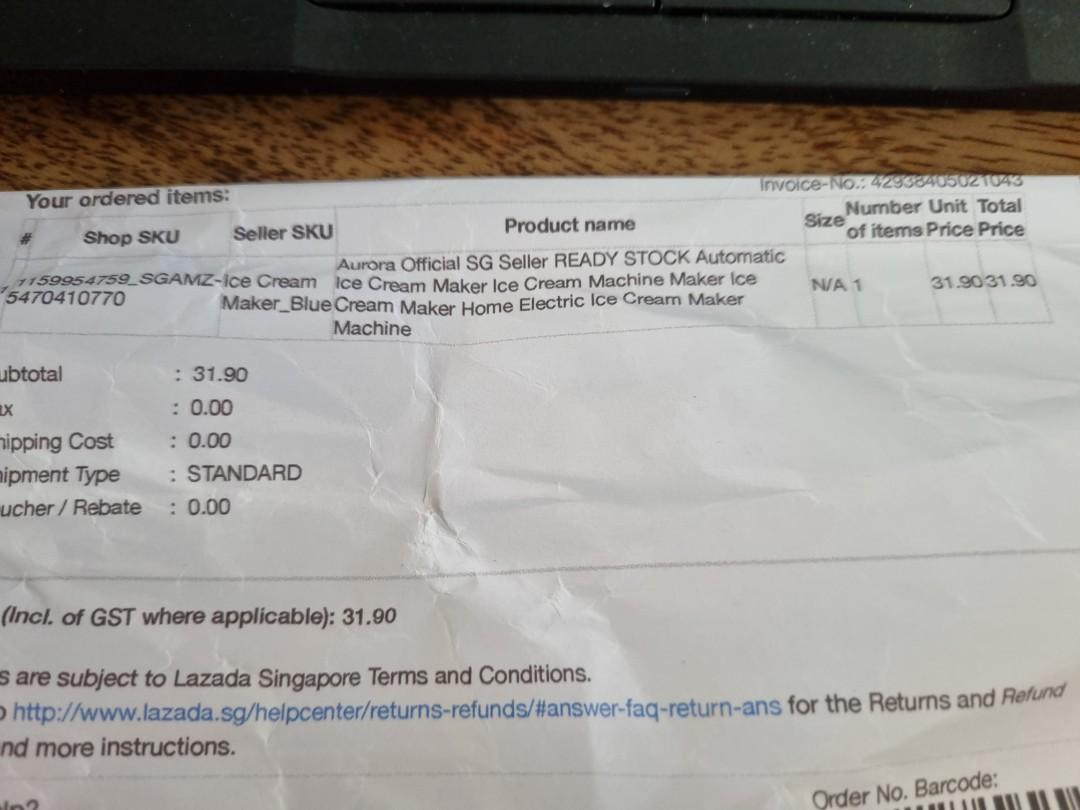 Invoice-No.: 42938405021043
Your ordered items:
# Shop SKU Seller SKU Product name Size Number of items Unit Price Total Price
1159954759_SGAMZ-5470410770
Ice Cream
Maker_Blue
Aurora Official SG Seller READY STOCK Automatic
Ice Cream Maker Ice Cream Machine Maker Ice
Cream Maker Home Electric Ice Cream Maker
Machine
N/A 1 31.90 31.90
ubtotal : 31.90
ax : 0.00
hipping Cost : 0.00
hipment Type : STANDARD
ucher / Rebate : 0.00
(Incl. of GST where applicable): 31.90
s are subject to Lazada Singapore Terms and Conditions.
http://www.lazada.sg/helpcenter/returns-refunds/#answer-faq-return-ans for the Returns and Refund
nd more instructions.
Order No. Barcode: